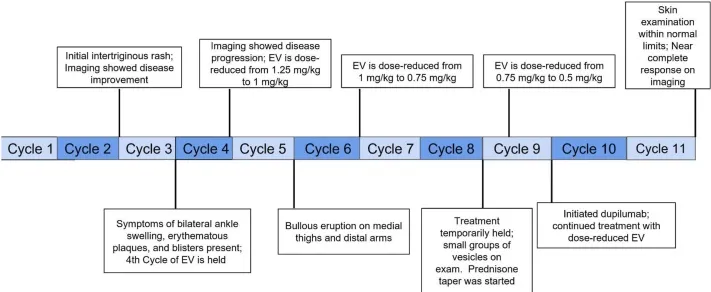 Initial intertriginous rash;
Imaging showed disease
improvement
Imaging showed disease
progression; EV is dose-
reduced from 1.25 mg/kg
to 1 mg/kg
EV is dose-reduced from
1 mg/kg to 0.75 mg/kg
EV is dose-reduced from
0.75 mg/kg to 0.5 mg/kg
Skin
examination
within normal
limits; Near
complete
response on
imaging
Cycle 1
Cycle 2
Cycle 3
Cycle 4
Cycle 5
Cycle 6
Cycle 7
Cycle 8
Cycle 9
Cycle 10
Cycle 11
Symptoms of bilateral ankle
swelling, erythematous
plaques, and blisters present;
4th Cycle of EV is held
Bullous eruption on medial
thighs and distal arms
Treatment
temporarily held;
small groups of
vesicles on
exam. Prednisone
taper was started
Initiated dupilumab;
continued treatment with
dose-reduced EV